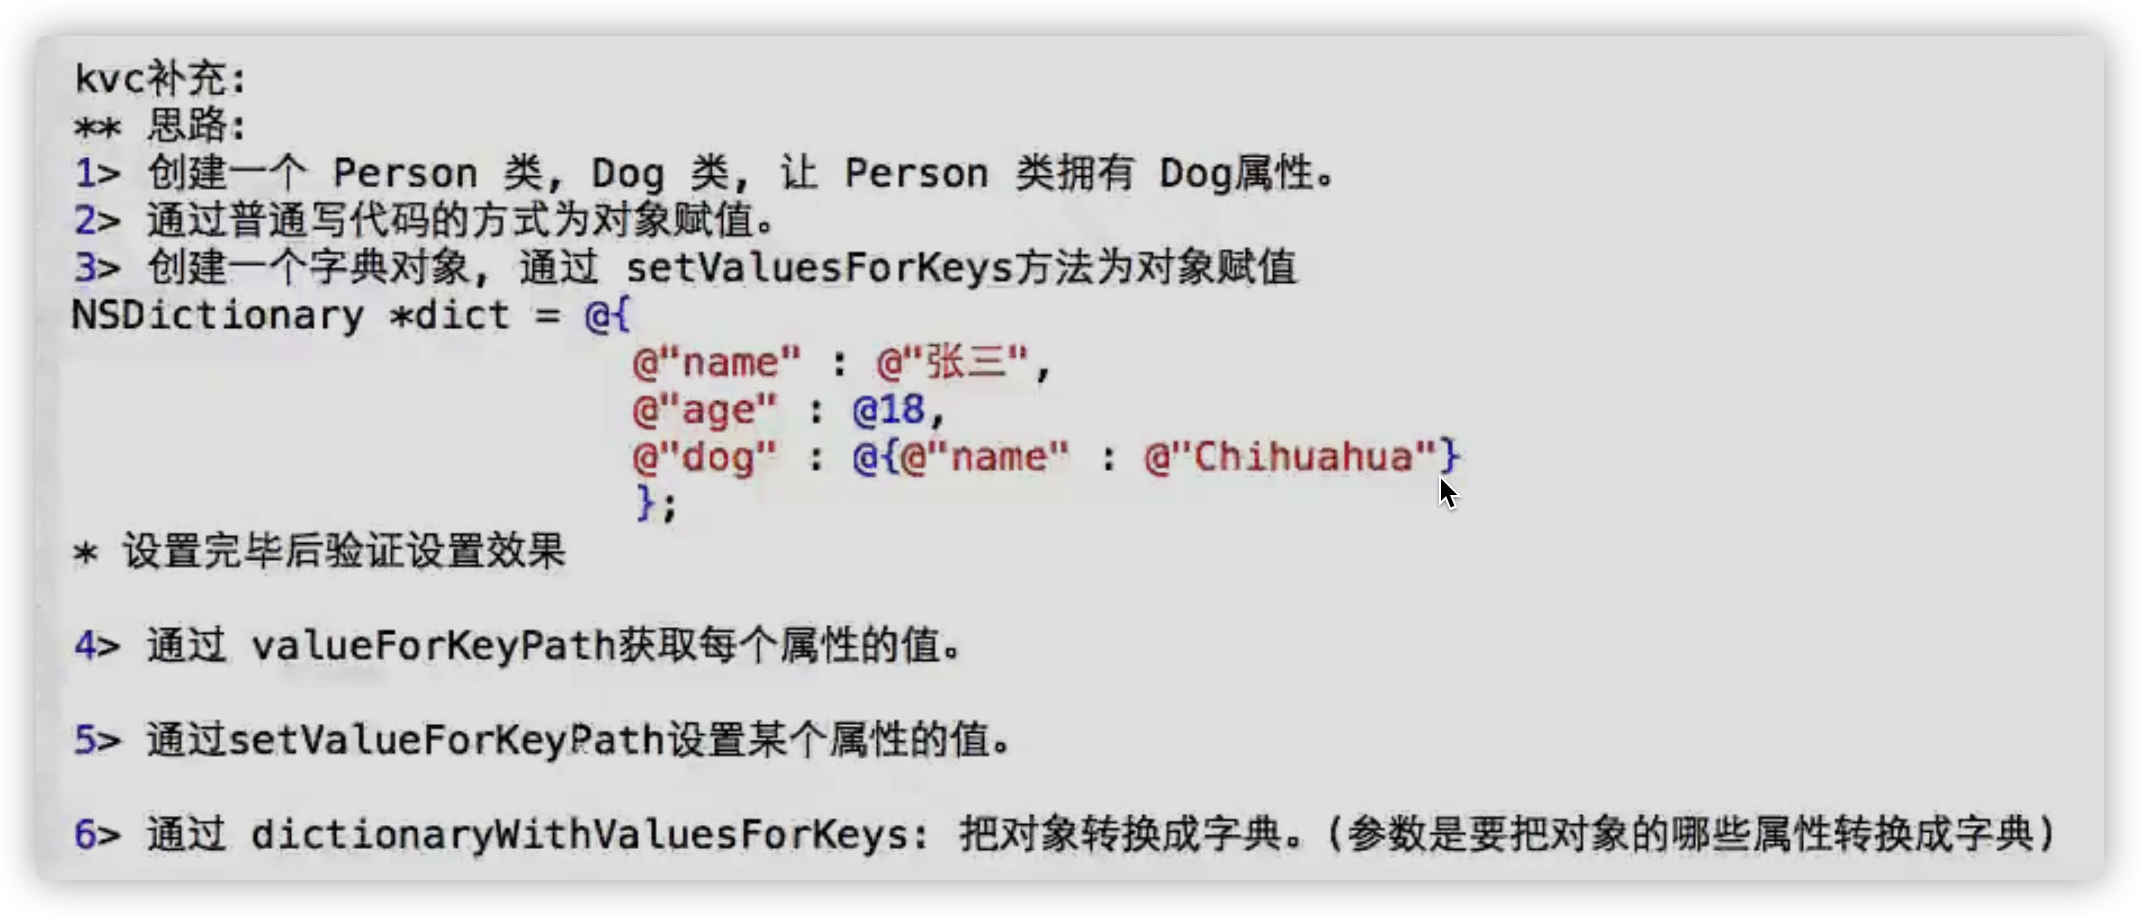 kvc补充:
** 思路:
1> 创建一个 Person 类, Dog 类, 让 Person 类拥有 Dog属性。
2> 通过普通写代码的方式为对象赋值。
3> 创建一个字典对象, 通过 setValuesForKeys方法为对象赋值
NSDictionary *dict = @{
@"name" : @"张三",
@"age" : @18,
@"dog" : @{@"name" : @"Chihuahua"}
};
* 设置完毕后验证设置效果
4> 通过 valueForKeyPath获取每个属性的值。
5> 通过setValueForKeyPath设置某个属性的值。
6> 通过 dictionaryWithValuesForKeys: 把对象转换成字典。(参数是要把对象的哪些属性转换成字典)